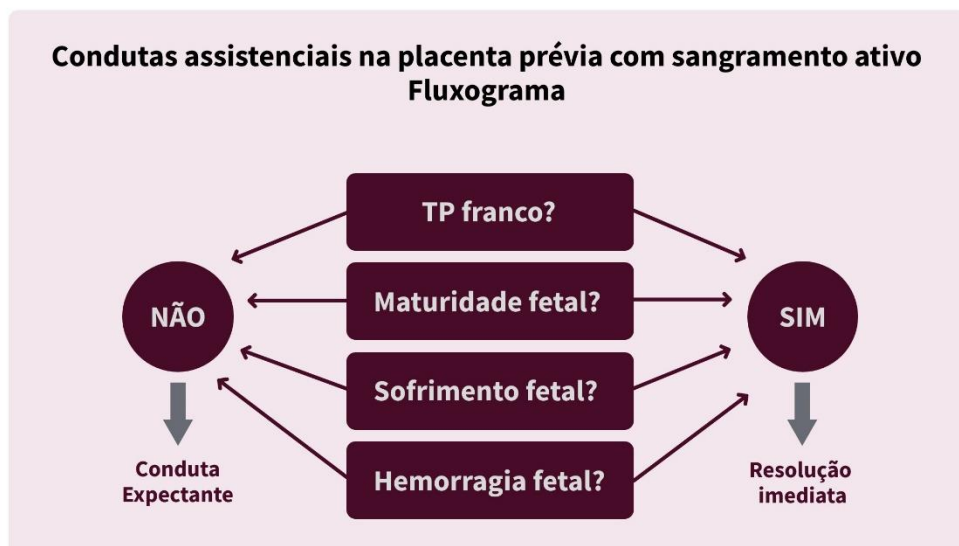 Condutas assistenciais na placenta prévia com sangramento ativo
Fluxograma
TP franco?
Maturidade fetal?
NÃO
SIM
Sofrimento fetal?
Hemorragia fetal?
Conduta
Expectante
Resolução
imediata